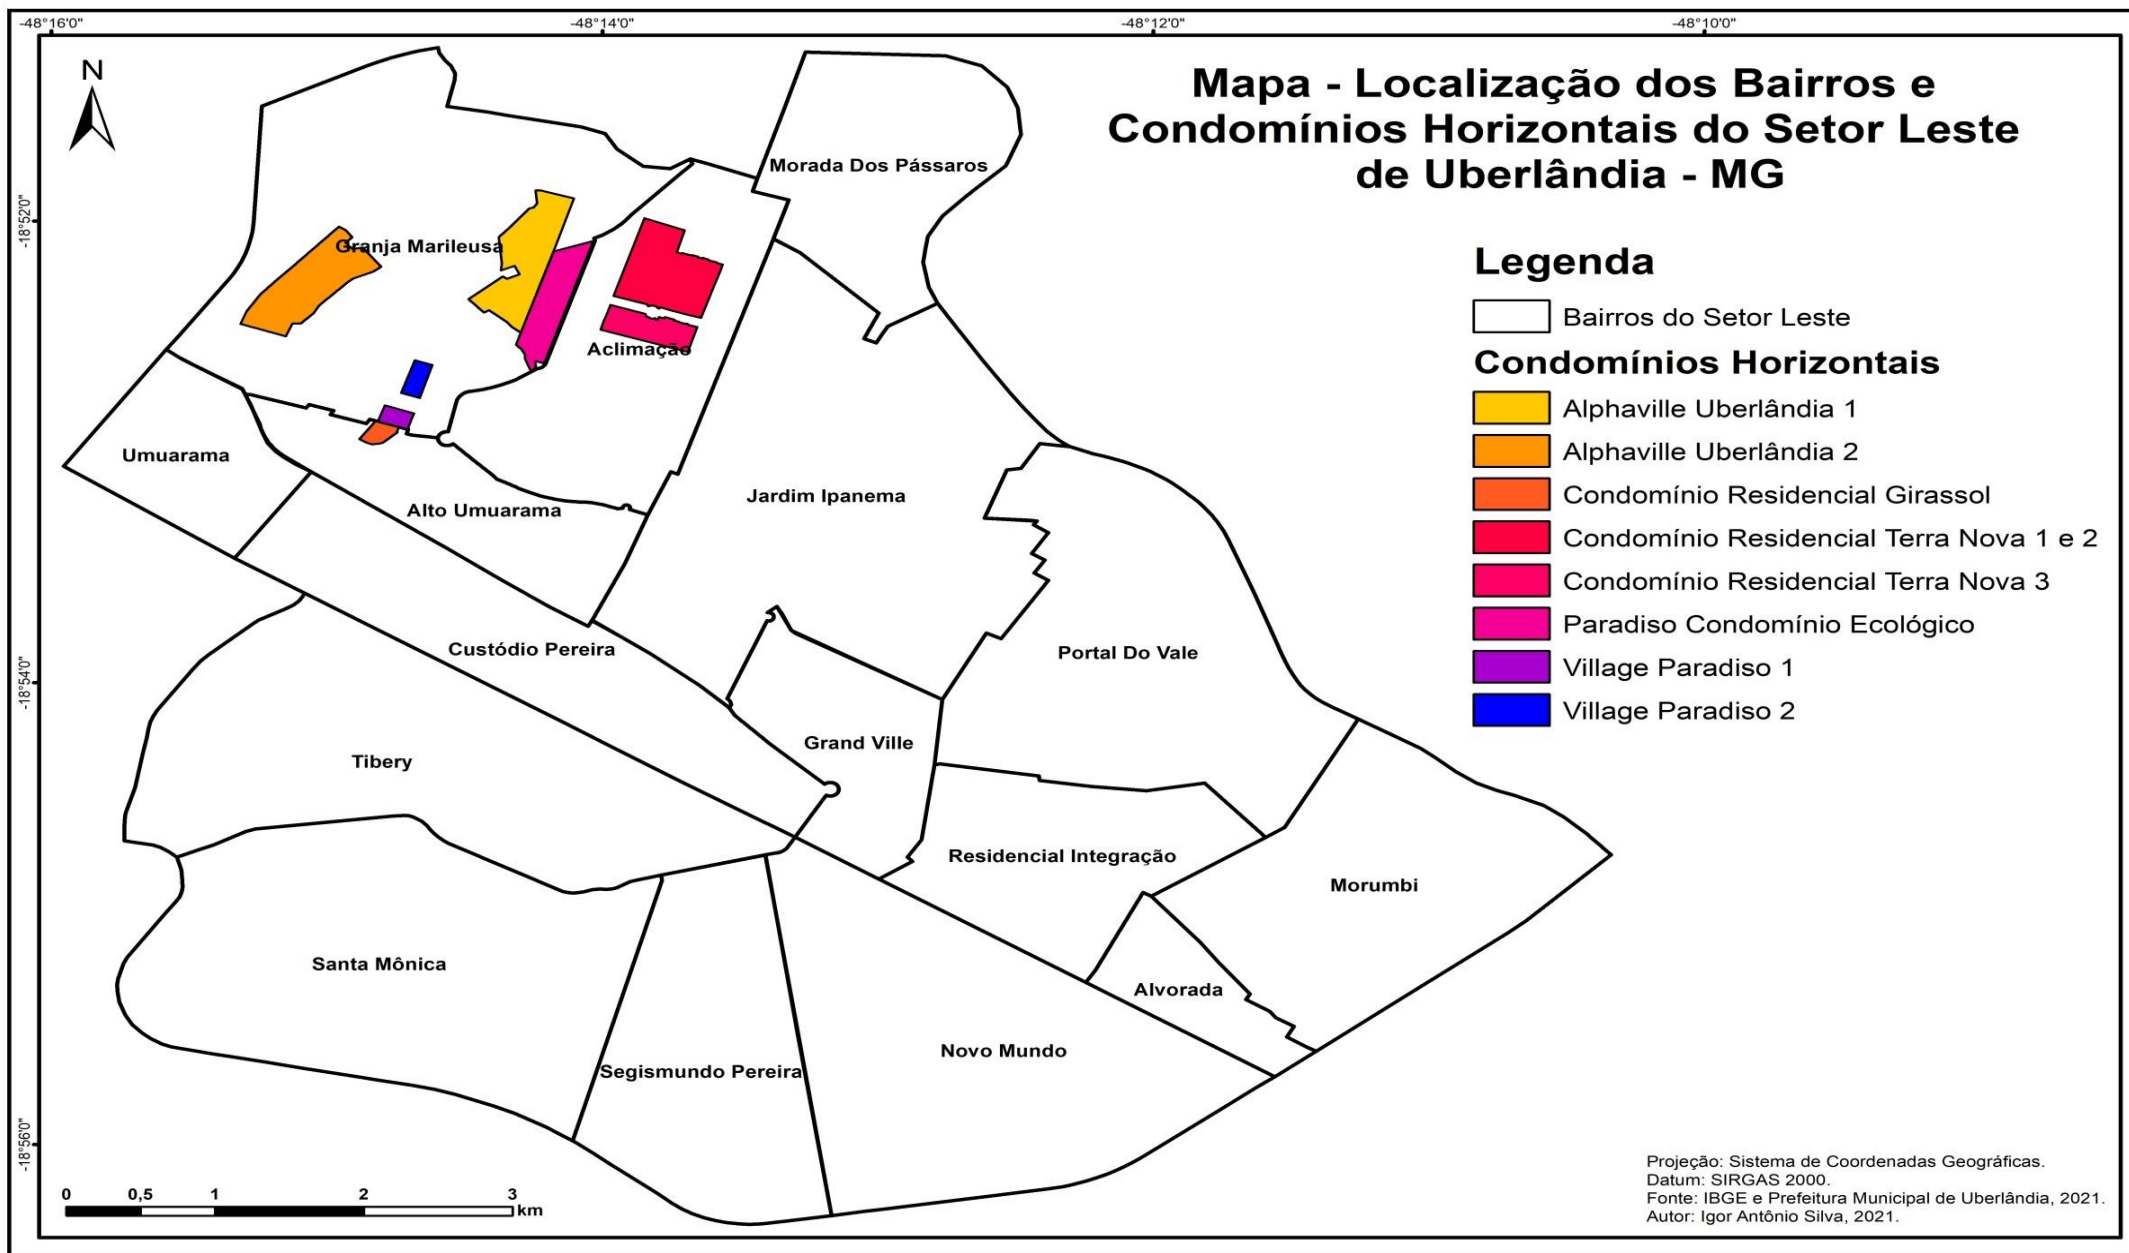 -48°16'0"
-48°14'0"
-48°12'0"
-48°10'0"
N
Mapa - Localização dos Bairros e
Condomínios Horizontais do Setor Leste
de Uberlândia - MG
Morada Dos Pássaros
-18°52'0"
Granja Marileusa
Aclimação
Umuarama
Alto Umuarama
Jardim Ipanema
Custódio Pereira
Portal Do Vale
-18°54'0"
Grand Ville
Tibery
Residencial Integração
Morumbi
Santa Mônica
Alvorada
Novo Mundo
Segismundo Pereira
-18°56'0"
Legenda
Bairros do Setor Leste
Condomínios Horizontais
Alphaville Uberlândia 1
Alphaville Uberlândia 2
Condomínio Residencial Girassol
Condomínio Residencial Terra Nova 1 e 2
Condomínio Residencial Terra Nova 3
Paradiso Condomínio Ecológico
Village Paradiso 1
Village Paradiso 2
0 0,5 1 2 3
km
Projeção: Sistema de Coordenadas Geográficas.
Datum: SIRGAS 2000.
Fonte: IBGE e Prefeitura Municipal de Uberlândia, 2021.
Autor: Igor Antônio Silva, 2021.